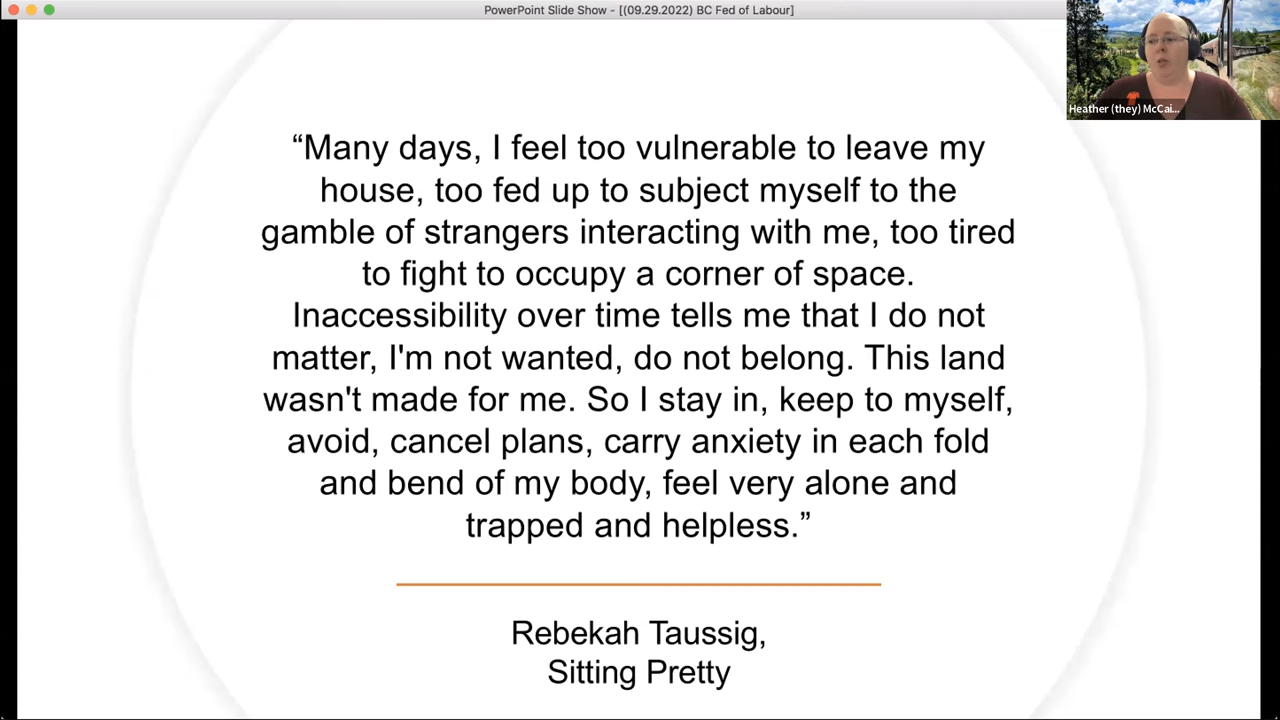 PowerPoint Slide Show - [(09.29.2022) BC Fed of Labour]
Heather (they) McCai...
“Many days, I feel too vulnerable to leave my
house, too fed up to subject myself to the
gamble of strangers interacting with me, too tired
to fight to occupy a corner of space.
Inaccessibility over time tells me that I do not
matter, I'm not wanted, do not belong. This land
wasn't made for me. So I stay in, keep to myself,
avoid, cancel plans, carry anxiety in each fold
and bend of my body, feel very alone and
trapped and helpless.”
Rebekah Taussig,
Sitting Pretty